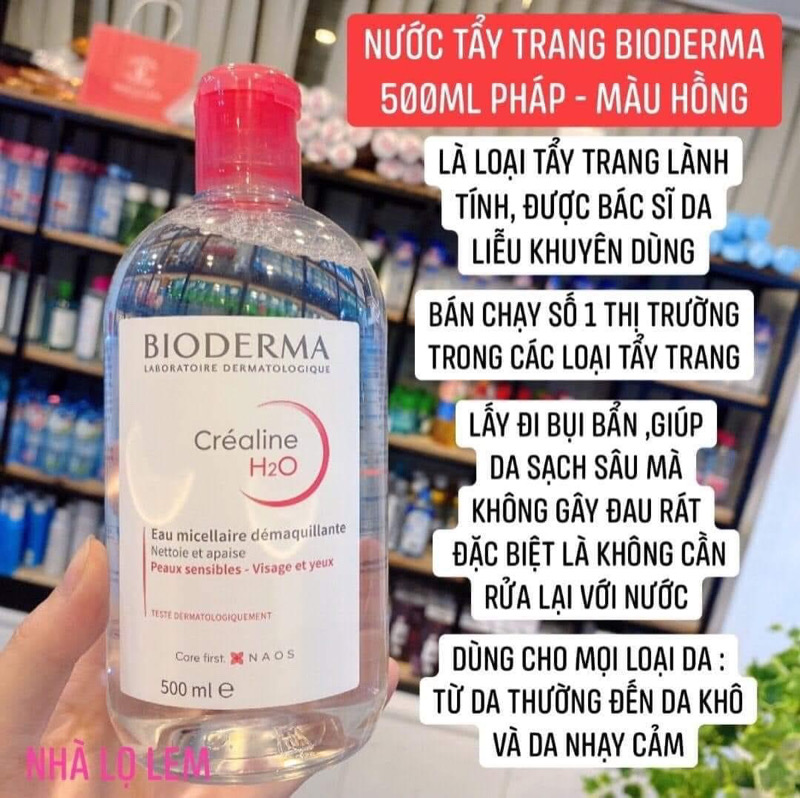 NƯỚC TẨY TRANG BIODERMA
500ML PHÁP - MÀU HỒNG
LÀ LOẠI TẨY TRANG LÀNH
TÍNH, ĐƯỢC BÁC SĨ DA
LIỄU KHUYÊN DÙNG
BÁN CHẠY SỐ 1 THỊ TRƯỜNG
TRONG CÁC LOẠI TẨY TRANG
LẤY ĐI BỤI BẨN ,GIÚP
DA SẠCH SÂU MÀ
KHÔNG GÂY ĐAU RÁT
ĐẶC BIỆT LÀ KHÔNG CẦN
RỬA LẠI VỚI NƯỚC
DÙNG CHO MỌI LOẠI DA :
TỪ DA THƯỜNG ĐẾN DA KHÔ
VÀ DA NHẠY CẢM
BIODERMA
LABORATOIRE DERMATOLOGIQUE
Créaline
H2O
Eau micellaire démaquillante
Nettoie et apaise
Peaux sensibles - Visage et yeux
TESTÉ DERMATOLOGIQUEMENT
Care first. NAOS
500 ml e
NHÀ LỌ LEM